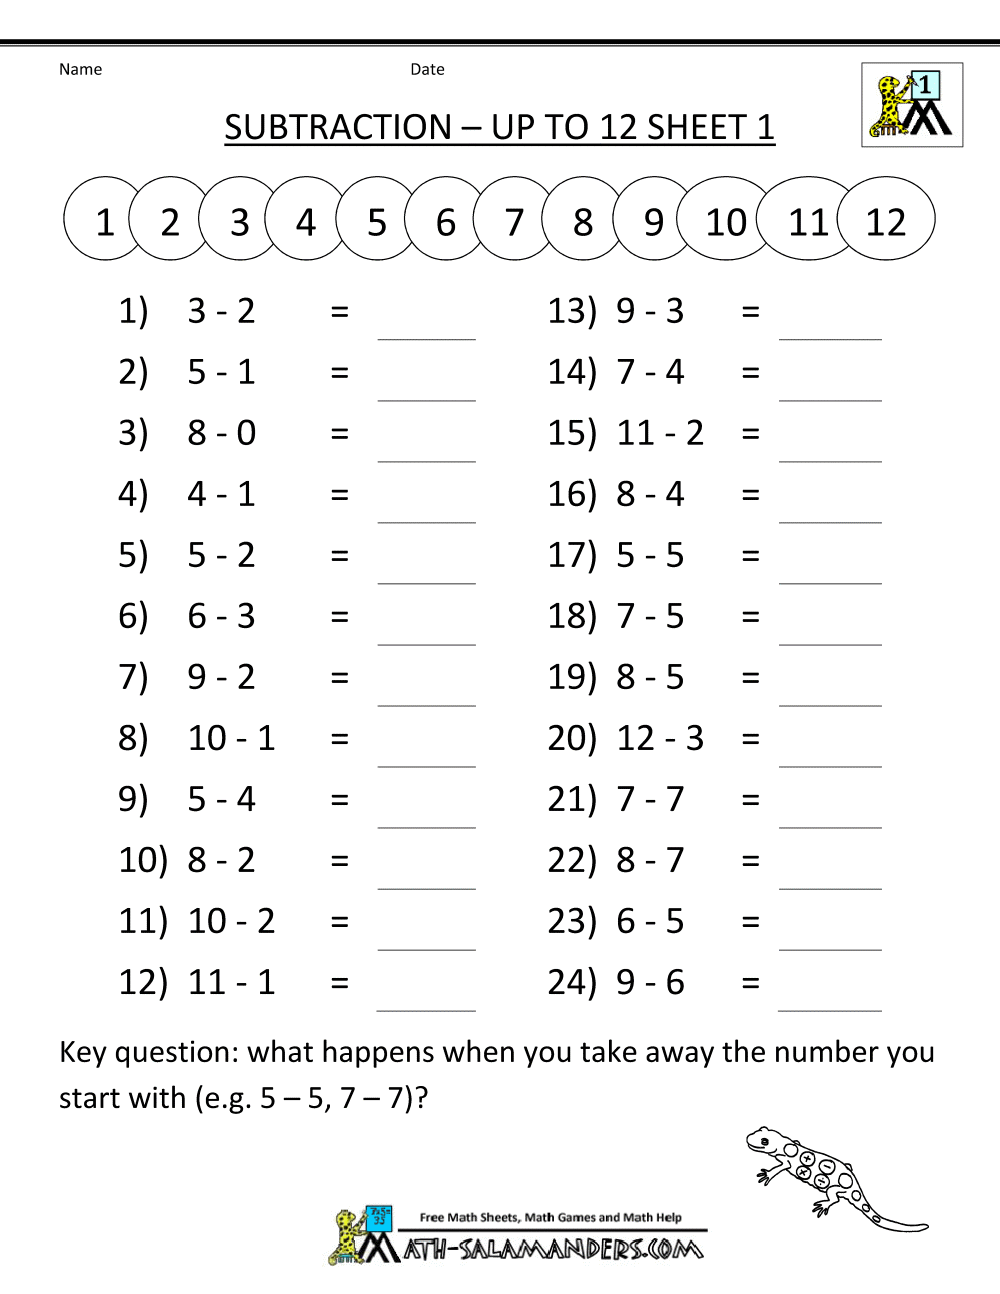 Name Date
1
SUBTRACTION – UP TO 12 SHEET 1
1 2 3 4 5 6 7 8 9 10 11 12
1) 3 - 2 =
2) 5 - 1 =
3) 8 - 0 =
4) 4 - 1 =
5) 5 - 2 =
6) 6 - 3 =
7) 9 - 2 =
8) 10 - 1 =
9) 5 - 4 =
10) 8 - 2 =
11) 10 - 2 =
12) 11 - 1 =
13) 9 - 3 =
14) 7 - 4 =
15) 11 - 2 =
16) 8 - 4 =
17) 5 - 5 =
18) 7 - 5 =
19) 8 - 5 =
20) 12 - 3 =
21) 7 - 7 =
22) 8 - 7 =
23) 6 - 5 =
24) 9 - 6 =
Key question: what happens when you take away the number you
start with (e.g. 5 – 5, 7 – 7)?
+ −
× ÷
7x5=
35
Free Math Sheets, Math Games and Math Help
MATH-SALAMANDERS.COM